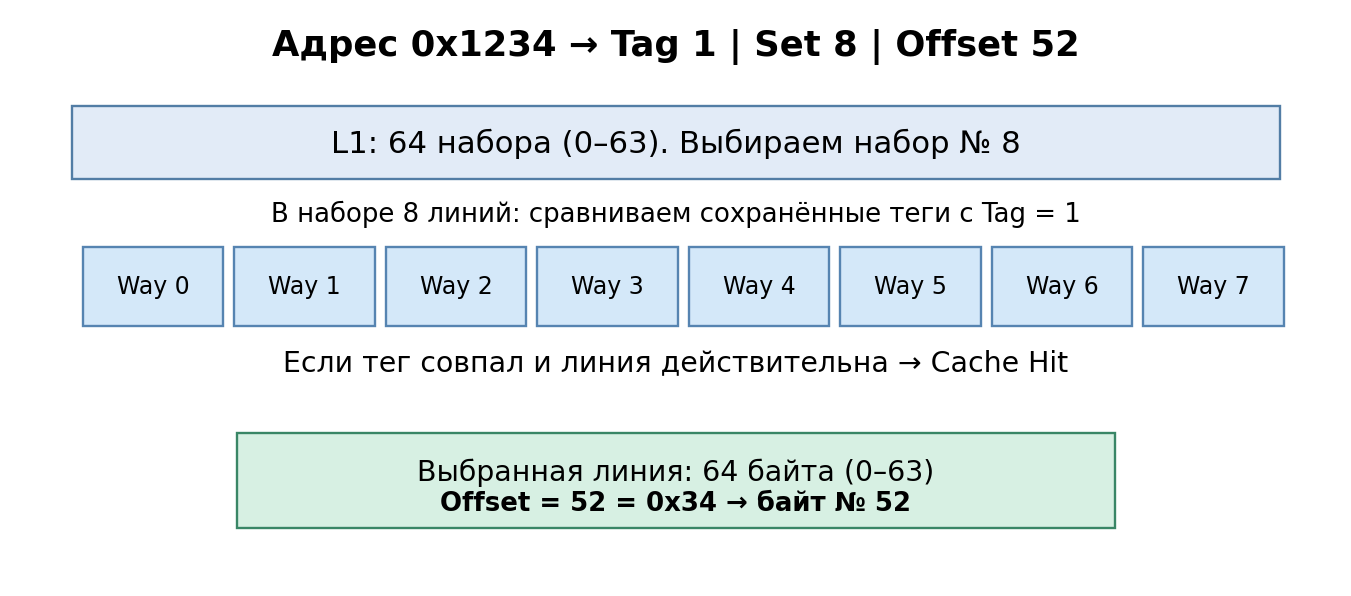 Адрес 0x1234 → Tag 1 | Set 8 | Offset 52
L1: 64 набора (0–63). Выбираем набор № 8
В наборе 8 линий: сравниваем сохранённые теги с Tag = 1
Way 0 Way 1 Way 2 Way 3 Way 4 Way 5 Way 6 Way 7
Если тег совпал и линия действительна → Cache Hit
Выбранная линия: 64 байта (0–63)
Offset = 52 = 0x34 → байт № 52